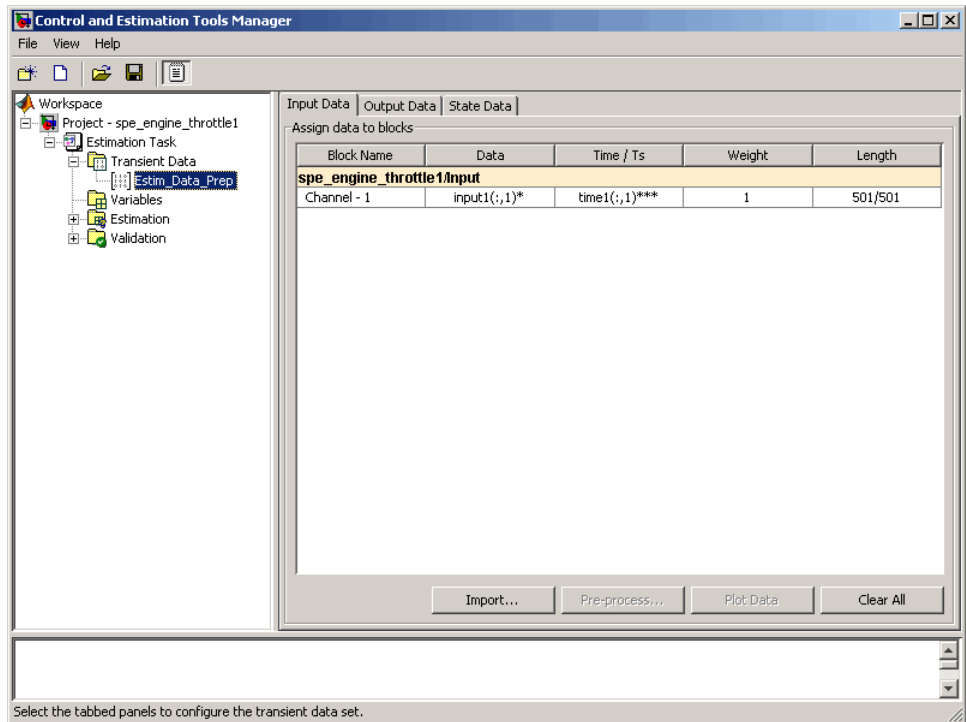 Control and Estimation Tools Manager
File View Help
Workspace
Project - spe_engine_throttle1
Estimation Task
Transient Data
Estim_Data_Prep
Variables
Estimation
Validation
Input Data Output Data State Data
Assign data to blocks
Block Name Data Time / Ts Weight Length
spe_engine_throttle1/Input
Channel - 1 input1(:,1)* time1(:,1)*** 1 501/501
Import... Pre-process... Plot Data Clear All
Select the tabbed panels to configure the transient data set.